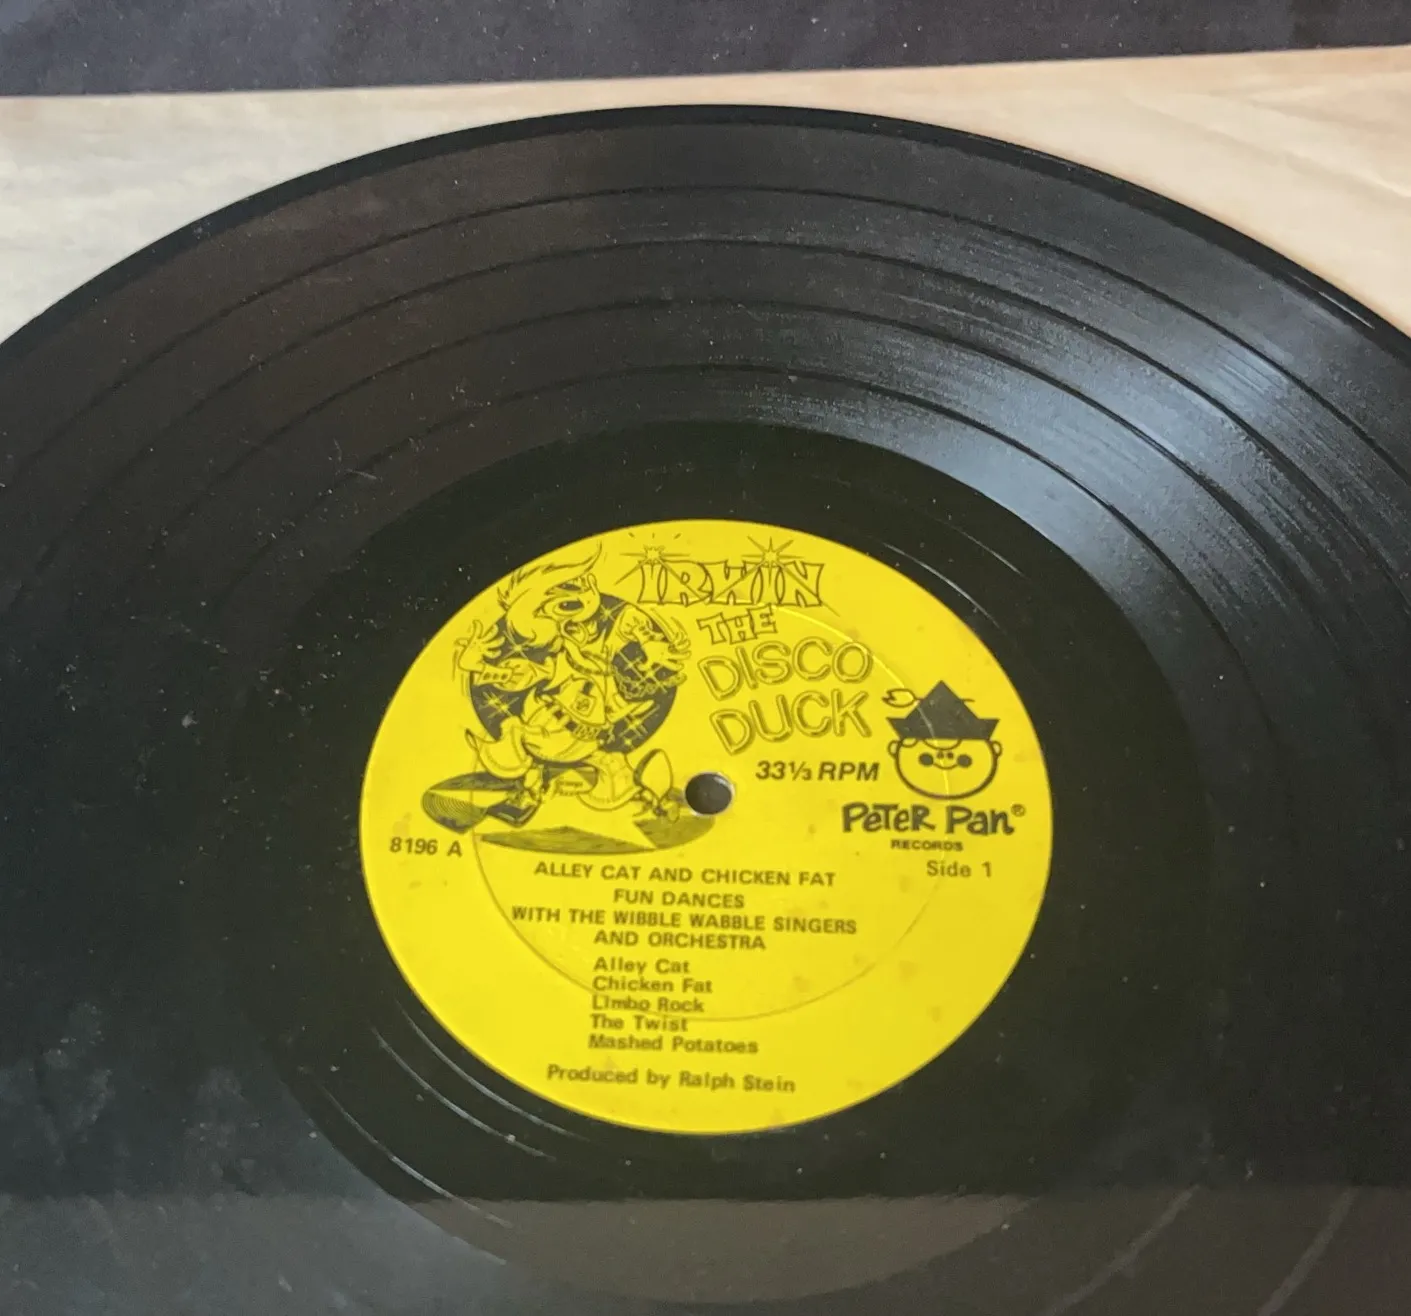 IRWIN
THE
DISCO
DUCK
33⅓ RPM
PETER PAN®
RECORDS
8196 A
Side 1
ALLEY CAT AND CHICKEN FAT
FUN DANCES
WITH THE WIBBLE WABBLE SINGERS
AND ORCHESTRA
Alley Cat
Chicken Fat
Limbo Rock
The Twist
Mashed Potatoes
Produced by Ralph Stein